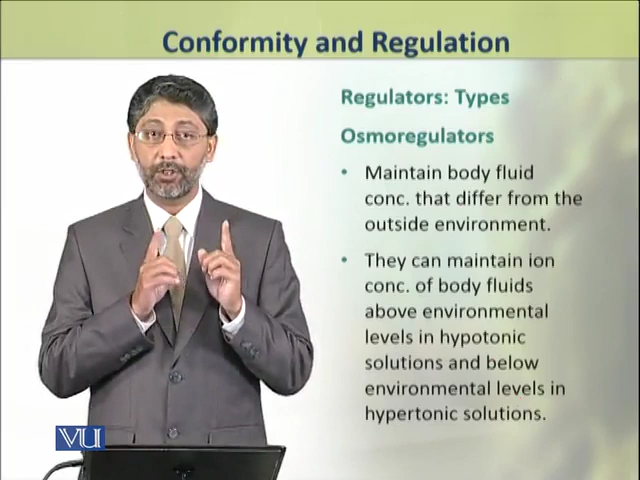 Conformity and Regulation
Regulators: Types
Osmoregulators
• Maintain body fluid
conc. that differ from the
outside environment.
• They can maintain ion
conc. of body fluids
above environmental
levels in hypotonic
solutions and below
environmental levels in
hypertonic solutions.
VU